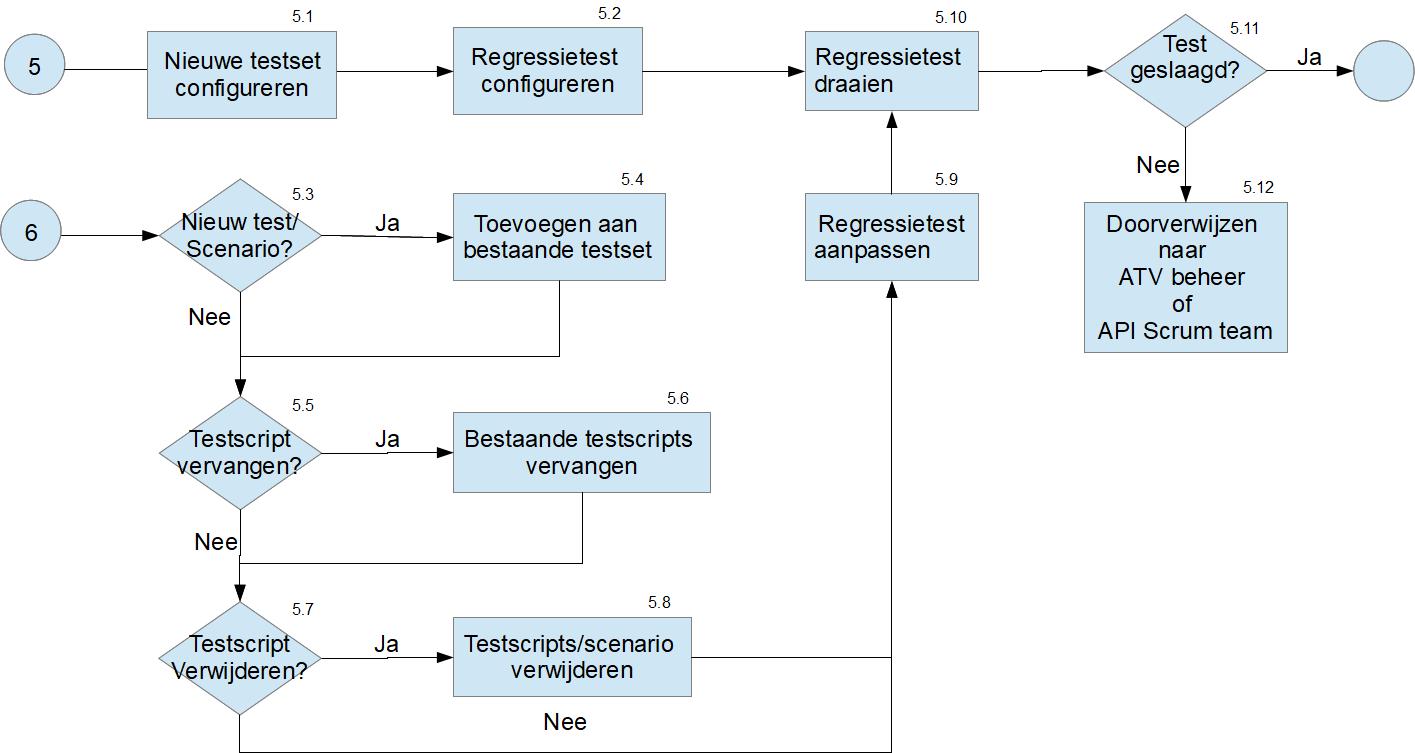 5
5.1
Nieuwe testset
configureren
5.2
Regressietest
configureren
5.10
Regressietest
draaien
5.11
Test
geslaagd?
Ja
Nee
5.12
Doorverwijzen
naar
ATV beheer
of
API Scrum team
6
5.3
Nieuw test/
Scenario?
Ja
Nee
5.4
Toevoegen aan
bestaande testset
5.9
Regressietest
aanpassen
5.5
Testscript
vervangen?
Ja
Nee
5.6
Bestaande testscripts
vervangen
5.7
Testscript
Verwijderen?
Ja
5.8
Testscripts/scenario
verwijderen
Nee